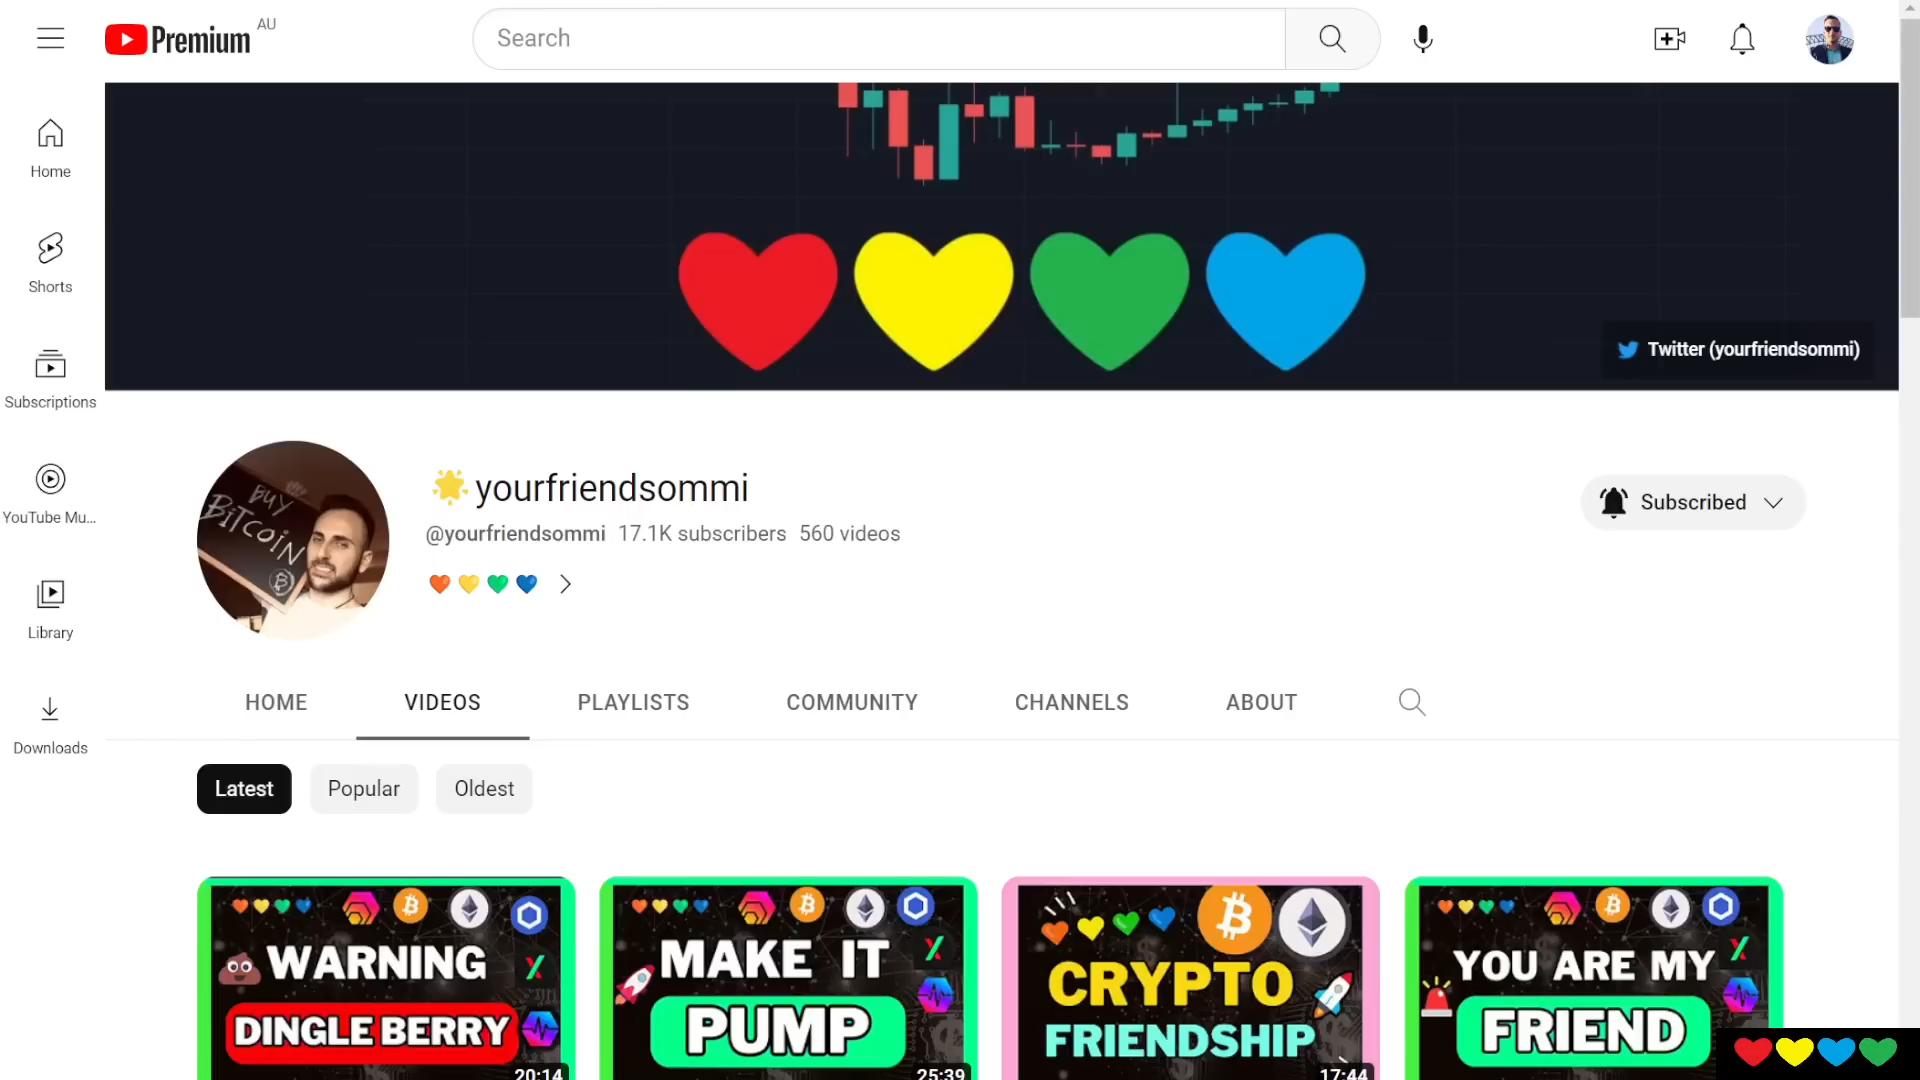 Premium AU
Search
Home
Shorts
Subscriptions
YouTube Mu...
Library
Downloads
Twitter (yourfriendsommi)
BUY
BITCOIN
yourfriendsommi
@yourfriendsommi 17.1K subscribers 560 videos
Subscribed
HOME VIDEOS PLAYLISTS COMMUNITY CHANNELS ABOUT
Latest Popular Oldest
WARNING
DINGLE BERRY
20:14
MAKE IT
PUMP
25:39
CRYPTO
FRIENDSHIP
17:44
YOU ARE MY
FRIEND